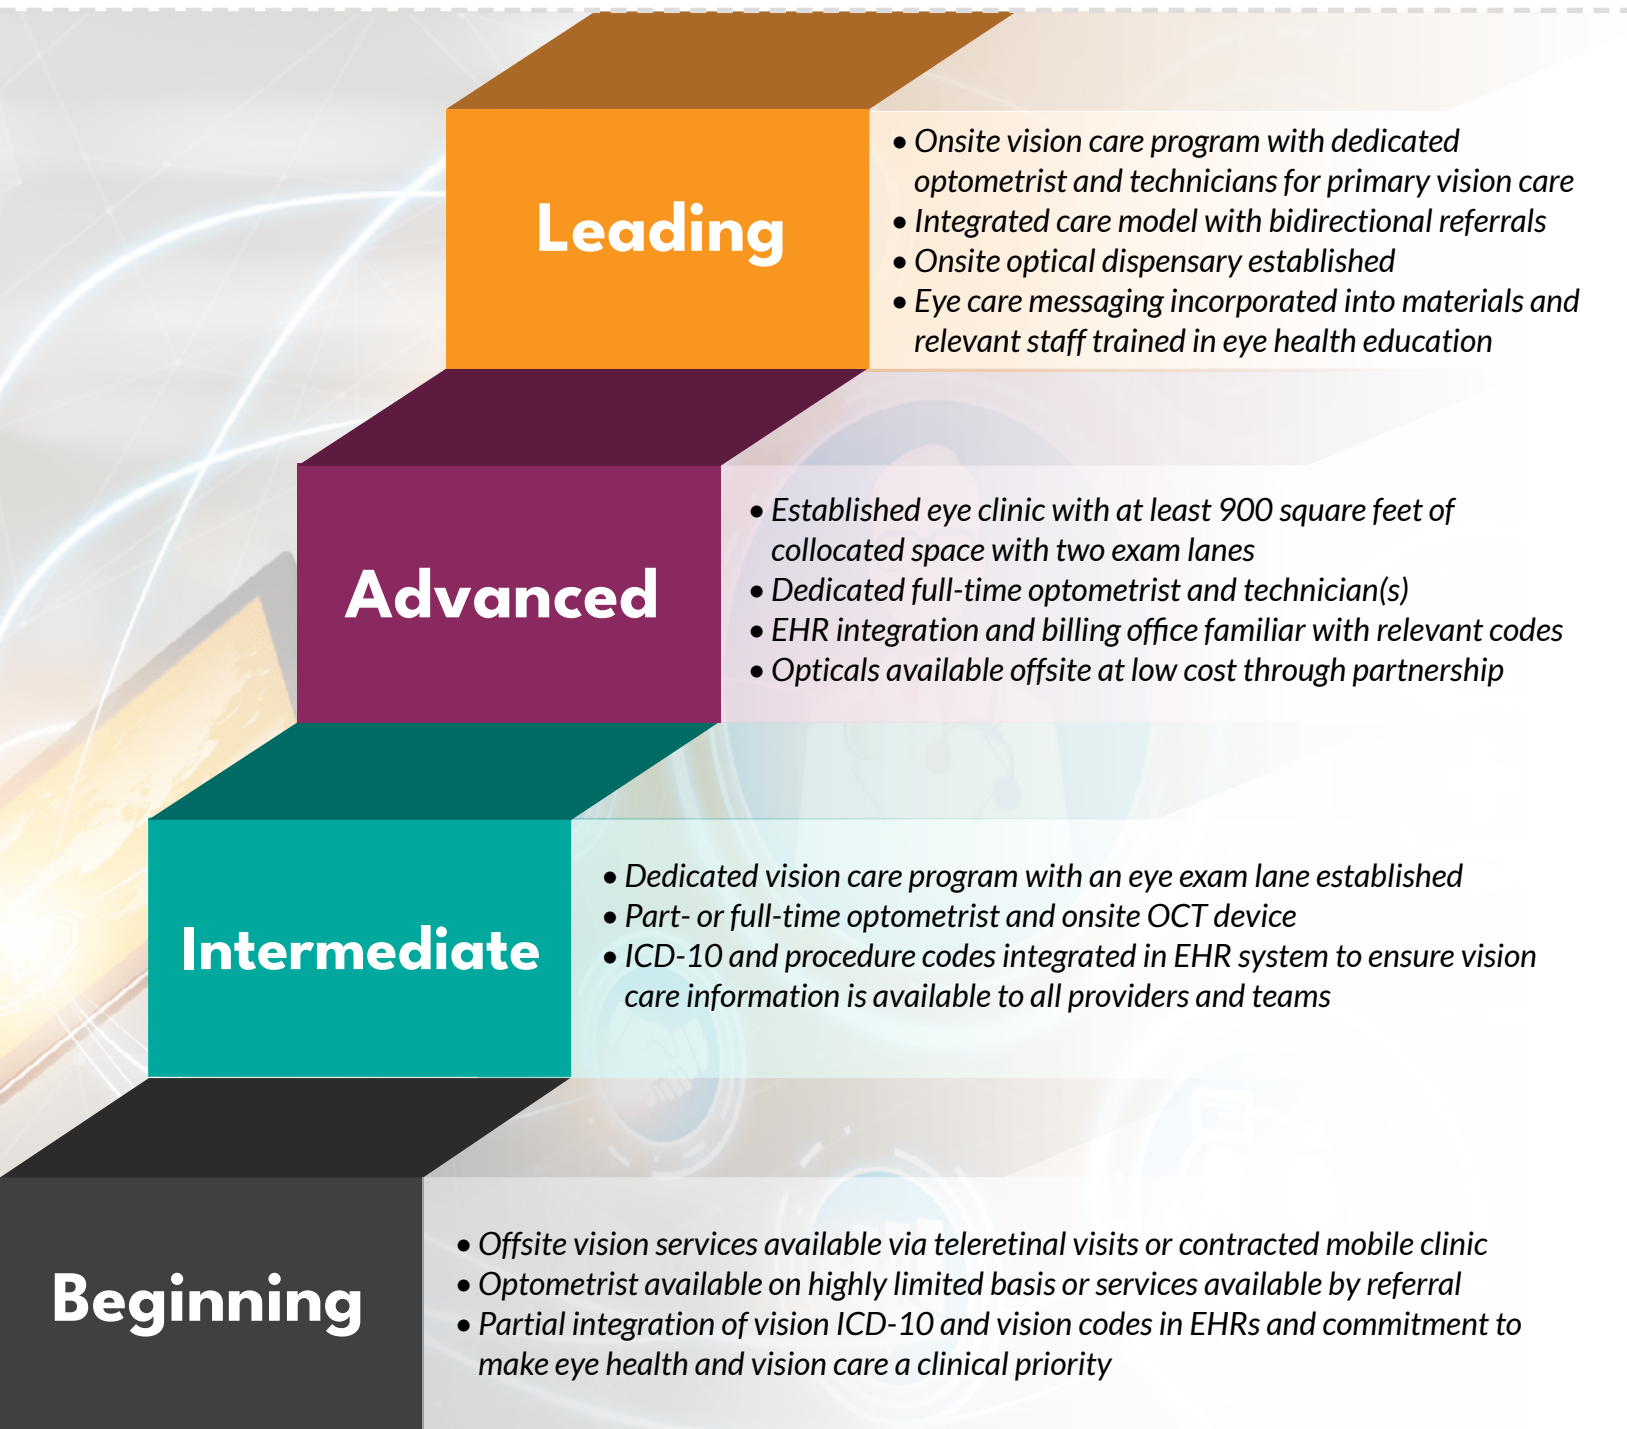 Leading
• Onsite vision care program with dedicated
optometrist and technicians for primary vision care
• Integrated care model with bidirectional referrals
• Onsite optical dispensary established
• Eye care messaging incorporated into materials and
relevant staff trained in eye health education
Advanced
• Established eye clinic with at least 900 square feet of
collocated space with two exam lanes
• Dedicated full-time optometrist and technician(s)
• EHR integration and billing office familiar with relevant codes
• Opticals available offsite at low cost through partnership
Intermediate
• Dedicated vision care program with an eye exam lane established
• Part- or full-time optometrist and onsite OCT device
• ICD-10 and procedure codes integrated in EHR system to ensure vision
care information is available to all providers and teams
Beginning
• Offsite vision services available via teleretinal visits or contracted mobile clinic
• Optometrist available on highly limited basis or services available by referral
• Partial integration of vision ICD-10 and vision codes in EHRs and commitment to
make eye health and vision care a clinical priority